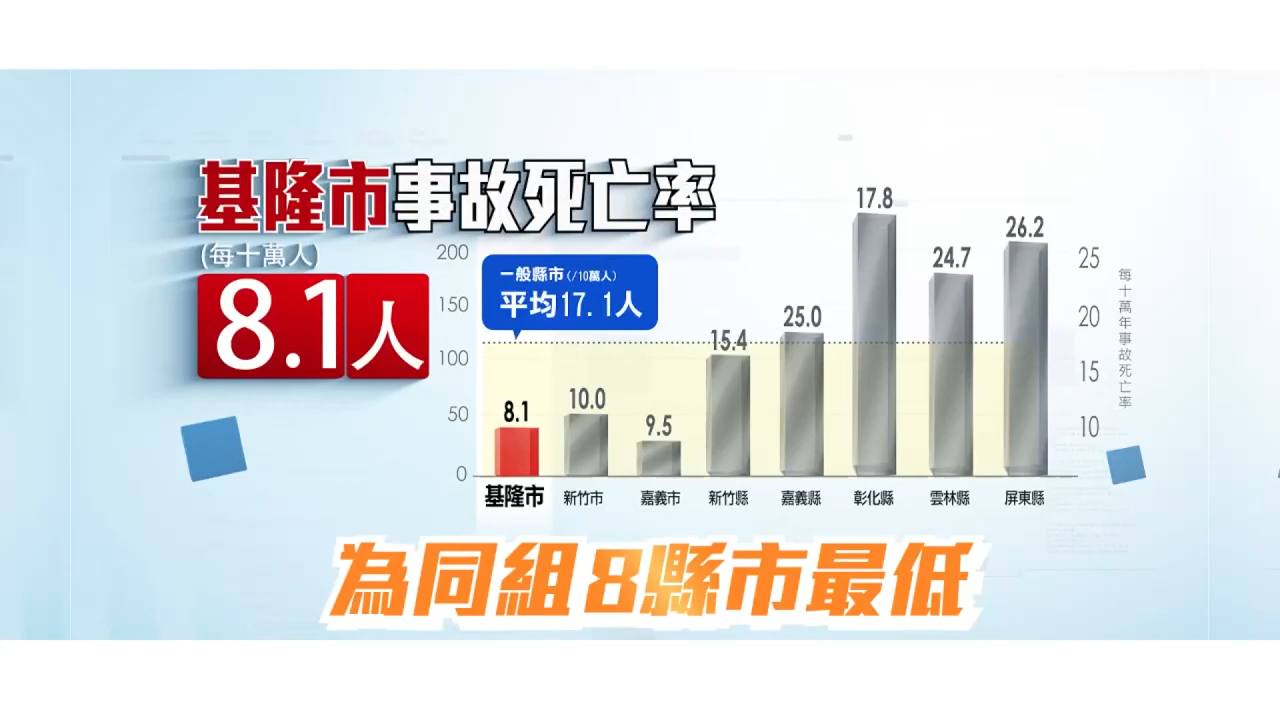 基隆市事故死亡率
(每十萬人)
8.1人
一般縣市(/10萬人)
平均17.1人
200
150
100
50
0
8.1
10.0
9.5
15.4
25.0
17.8
24.7
26.2
基隆市
新竹市
嘉義市
新竹縣
嘉義縣
彰化縣
雲林縣
屏東縣
25
20
15
10
每十萬年事故死亡率
為同組8縣市最低